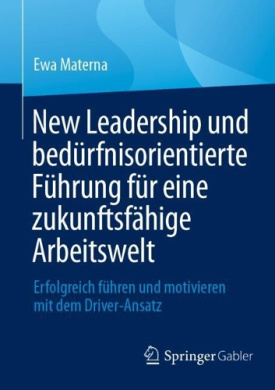 Ewa Materna
New Leadership und
bedürfnisorientierte
Führung für eine
zukunftsfähige
Arbeitswelt
Erfolgreich führen und motivieren
mit dem Driver-Ansatz
Springer Gabler